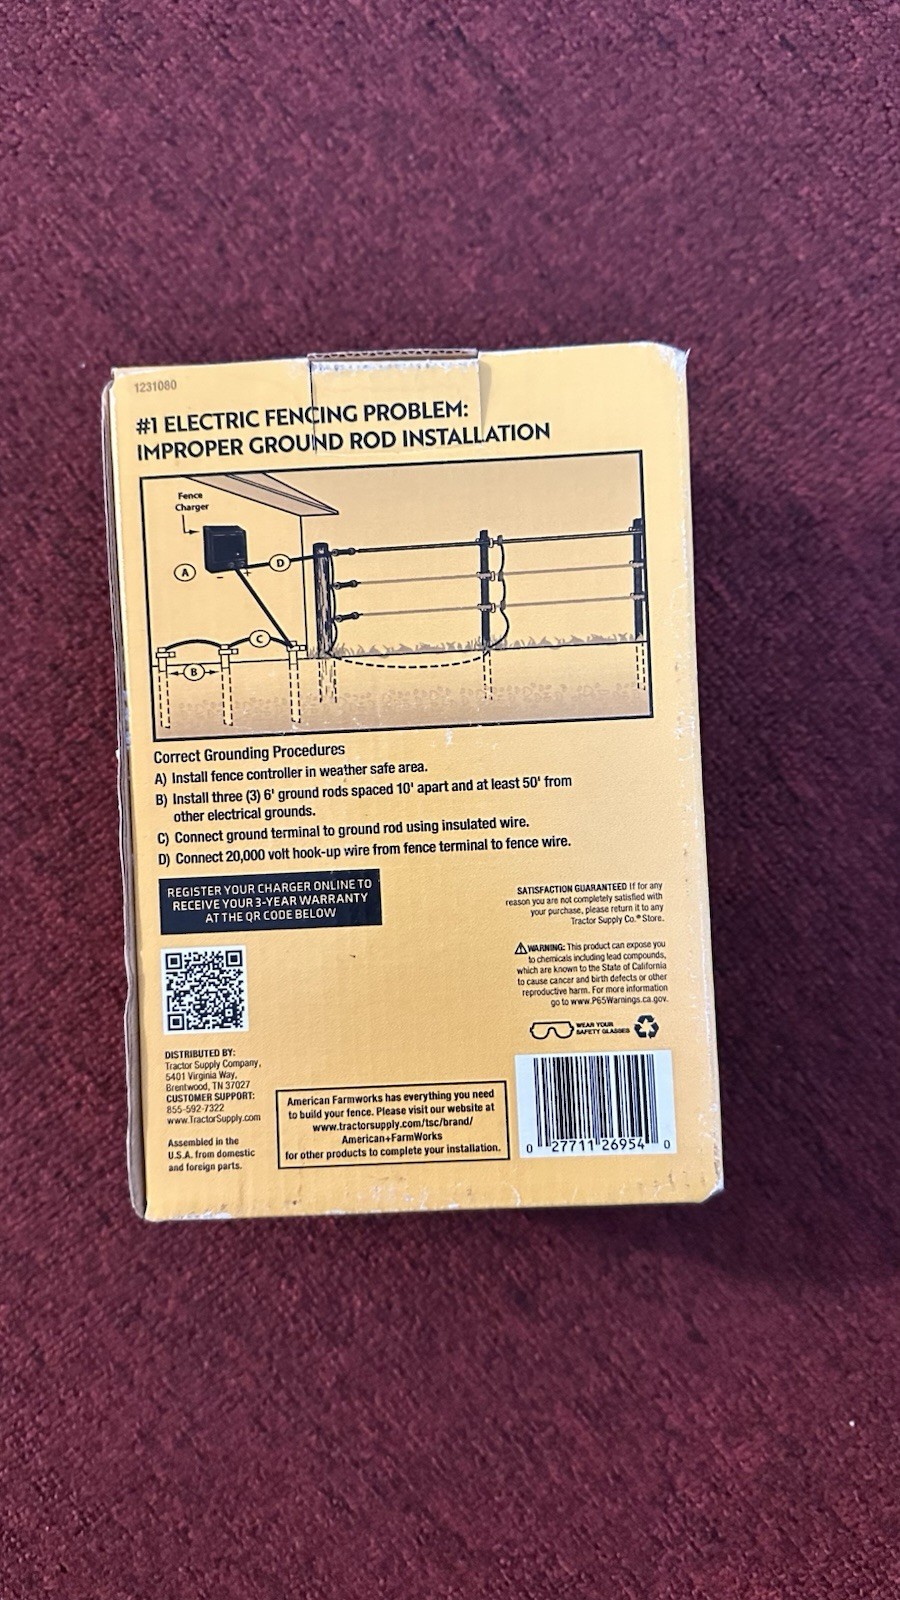 1231080
#1 ELECTRIC FENCING PROBLEM:
IMPROPER GROUND ROD INSTALLATION
Fence
Charger
A
D
- +
C
B
Correct Grounding Procedures
A) Install fence controller in weather safe area.
B) Install three (3) 6' ground rods spaced 10' apart and at least 50' from
other electrical grounds.
C) Connect ground terminal to ground rod using insulated wire.
D) Connect 20,000 volt hook-up wire from fence terminal to fence wire.
REGISTER YOUR CHARGER ONLINE TO
RECEIVE YOUR 3-YEAR WARRANTY
AT THE QR CODE BELOW
SATISFACTION GUARANTEED If for any
reason you are not completely satisfied with
your purchase, please return it to any
Tractor Supply Co.® Store.
WARNING: This product can expose you
to chemicals including lead compounds,
which are known to the State of California
to cause cancer and birth defects or other
reproductive harm. For more information
go to www.P65Warnings.ca.gov.
WEAR YOUR
SAFETY GLASSES
DISTRIBUTED BY:
Tractor Supply Company,
5401 Virginia Way,
Brentwood, TN 37027
CUSTOMER SUPPORT:
855-592-7322
www.TractorSupply.com
Assembled in the
U.S.A. from domestic
and foreign parts.
American Farmworks has everything you need
to build your fence. Please visit our website at
www.tractorsupply.com/tsc/brand/
American+FarmWorks
for other products to complete your installation.
0 27711 26954 0